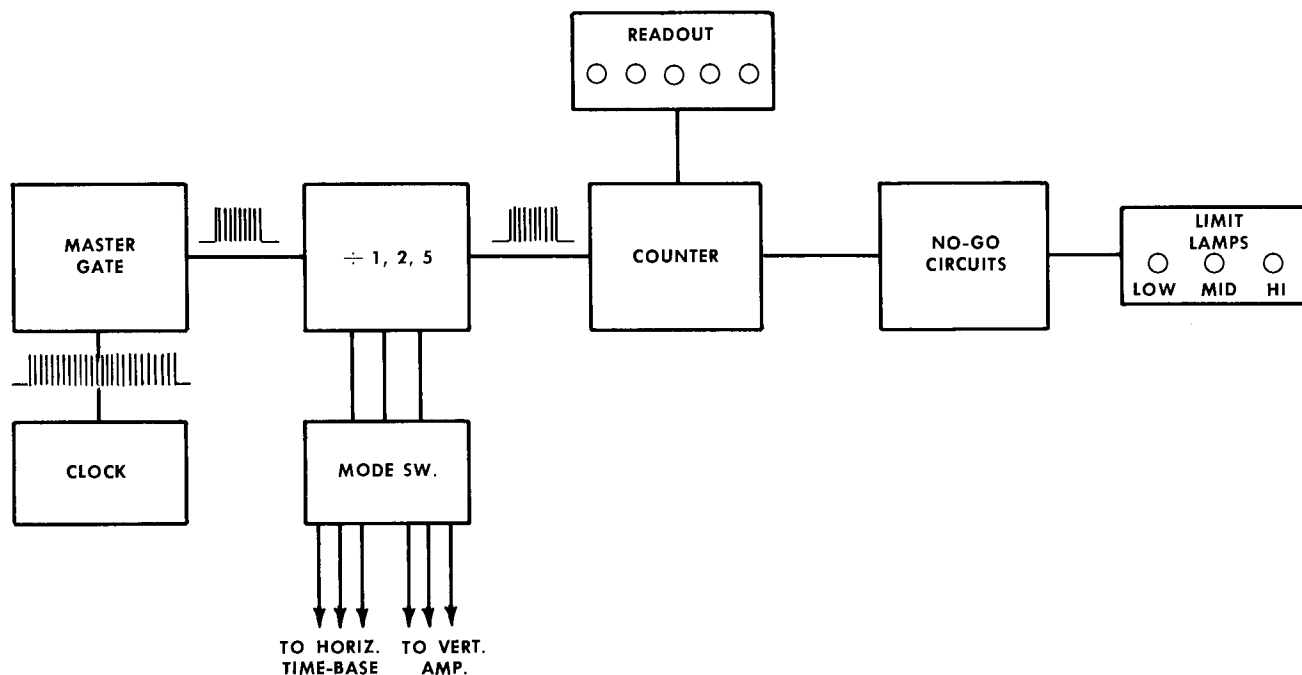 READOUT
MASTER
GATE
÷ 1, 2, 5
COUNTER
NO-GO
CIRCUITS
LIMIT
LAMPS
LOW MID HI
CLOCK
MODE SW.
TO HORIZ.
TIME-BASE
TO VERT.
AMP.